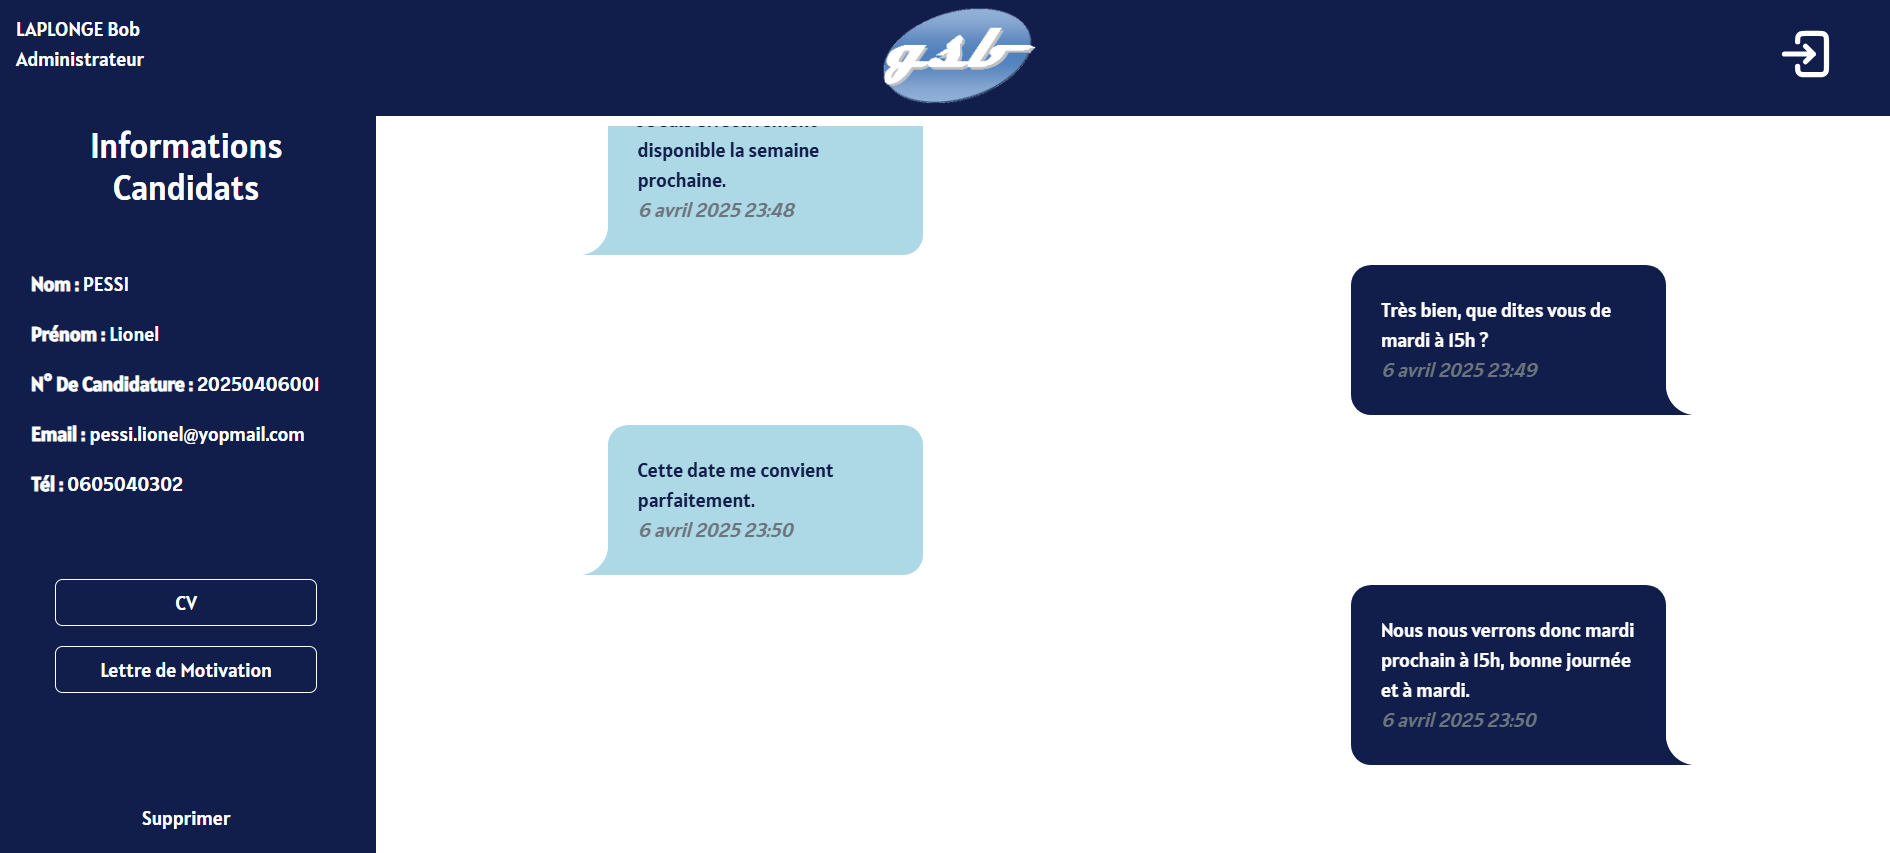 LAPLONGE Bob
Administrateur
gsb
Informations
Candidats
Nom : PESSI
Prénom : Lionel
N° De Candidature : 20250406001
Email : pessi.lionel@yopmail.com
Tél : 0605040302
CV
Lettre de Motivation
Supprimer
disponible la semaine
prochaine.
6 avril 2025 23:48
Très bien, que dites vous de
mardi à 15h ?
6 avril 2025 23:49
Cette date me convient
parfaitement.
6 avril 2025 23:50
Nous nous verrons donc mardi
prochain à 15h, bonne journée
et à mardi.
6 avril 2025 23:50